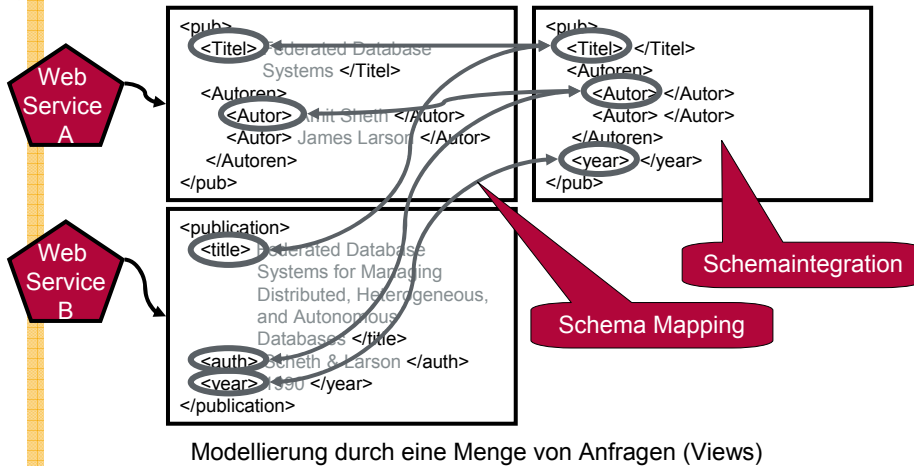 Web
Service
A
<pub>
<Titel> Federated Database
Systems </Titel>
<Autoren>
<Autor> Amit Sheth </Autor>
<Autor> James Larson </Autor>
</Autoren>
</pub>
<pub>
<Titel> </Titel>
<Autoren>
<Autor> </Autor>
<Autor> </Autor>
</Autoren>
<year> </year>
</pub>
Web
Service
B
<publication>
<title> Federated Database
Systems for Managing
Distributed, Heterogeneous,
and Autonomous
Databases </title>
<auth> Scheth & Larson </auth>
<year> 1990 </year>
</publication>
Schemaintegration
Schema Mapping
Modellierung durch eine Menge von Anfragen (Views)